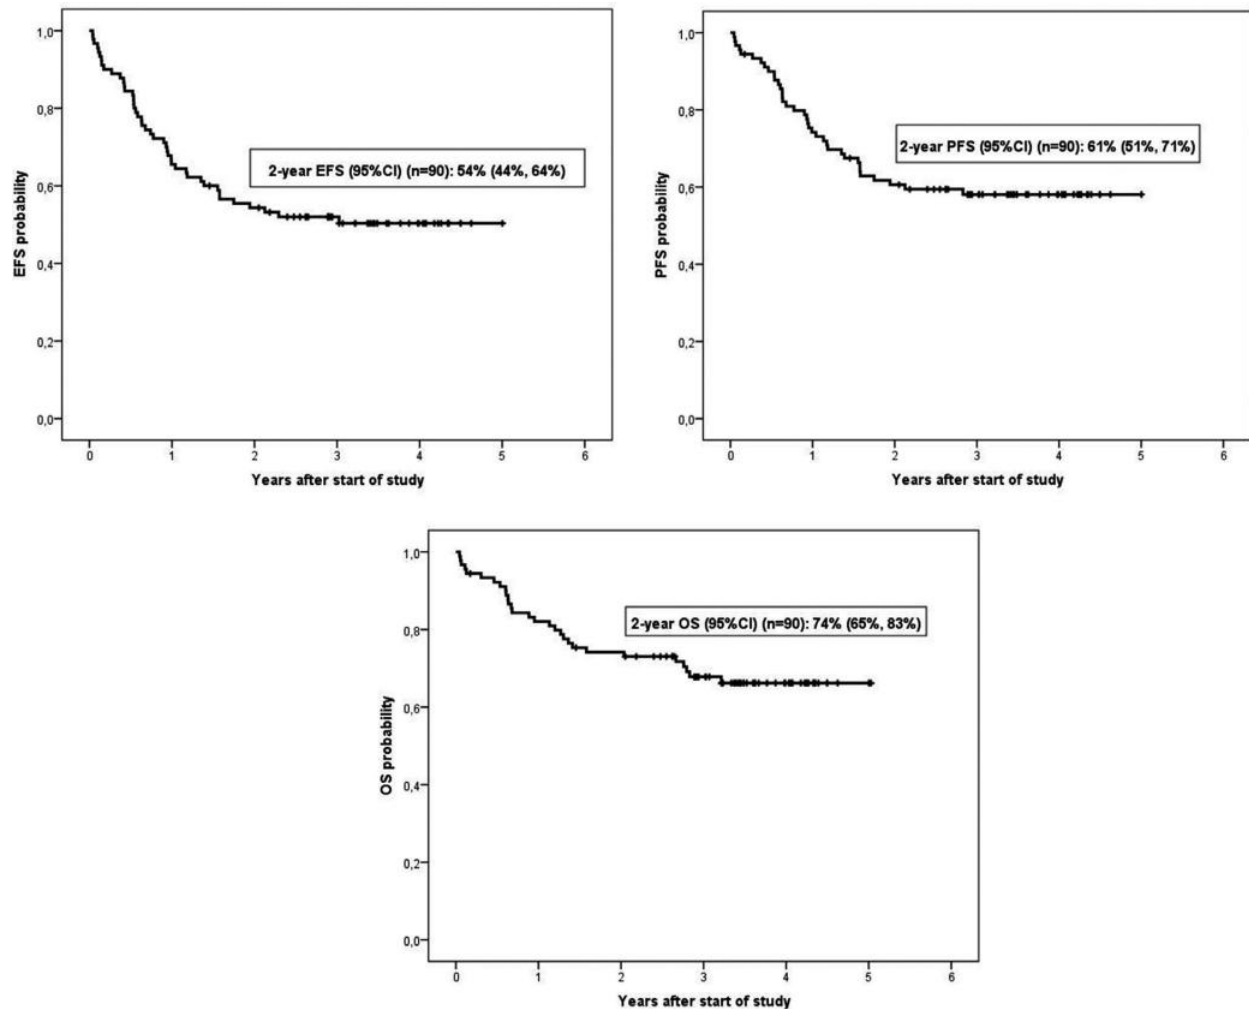 1,0
0,8
0,6
0,4
0,2
0,0
EFS probability
2-year EFS (95%CI) (n=90): 54% (44%, 64%)
0 1 2 3 4 5 6
Years after start of study
1,0
0,8
0,6
0,4
0,2
0,0
PFS probability
2-year PFS (95%CI) (n=90): 61% (51%, 71%)
0 1 2 3 4 5 6
Years after start of study
1,0
0,8
0,6
0,4
0,2
0,0
OS probability
2-year OS (95%CI) (n=90): 74% (65%, 83%)
0 1 2 3 4 5 6
Years after start of study